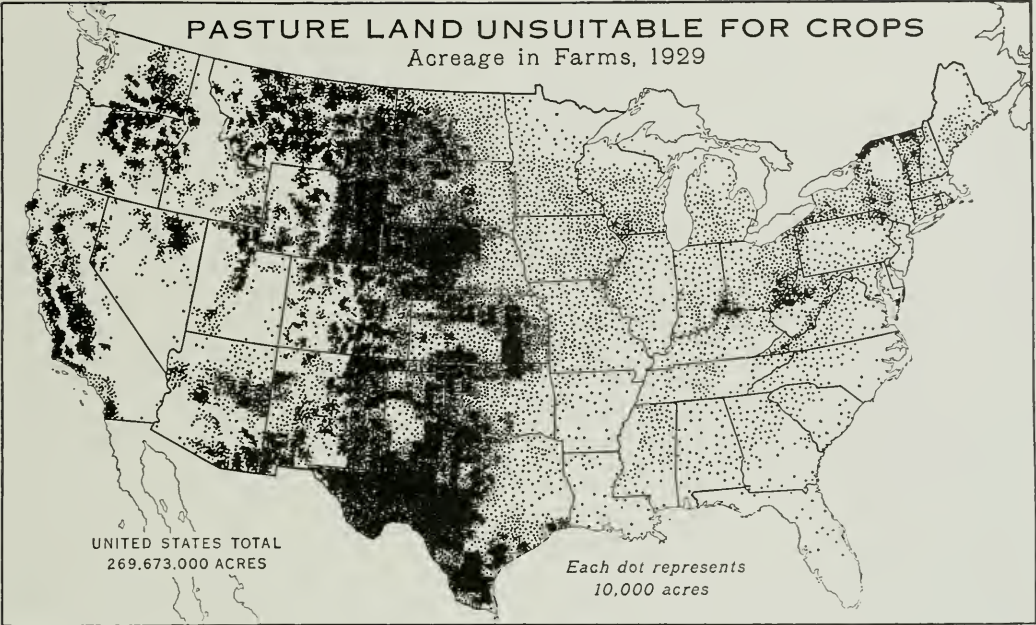 PASTURE LAND UNSUITABLE FOR CROPS
Acreage in Farms, 1929
UNITED STATES TOTAL
269,673,000 ACRES
Each dot represents
10,000 acres